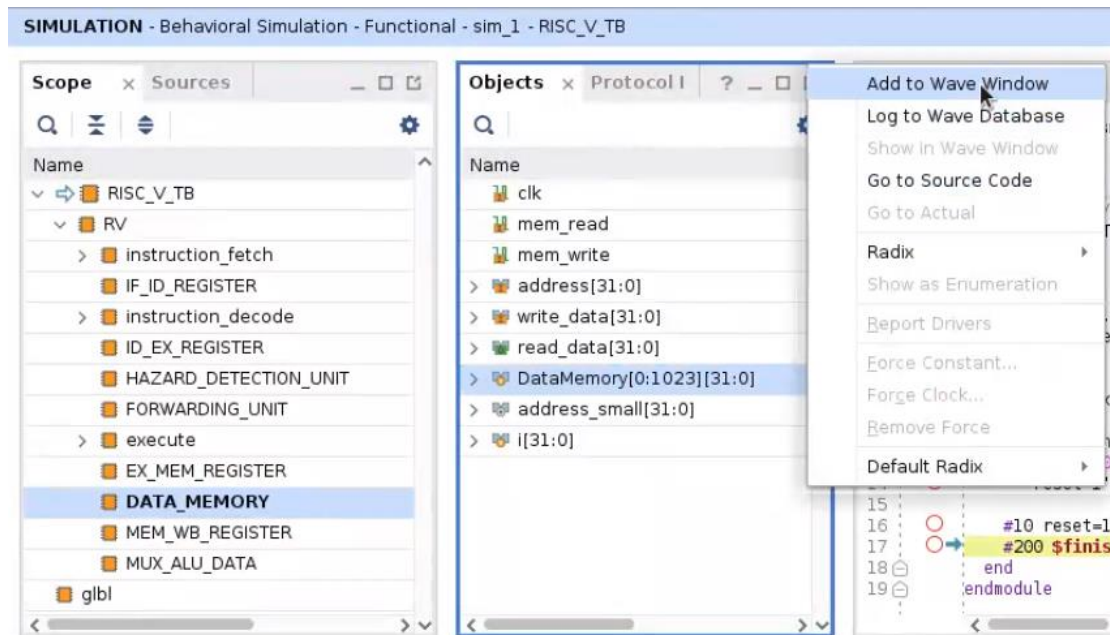 SIMULATION - Behavioral Simulation - Functional - sim_1 - RISC_V_TB
Scope × Sources
Name
RISC_V_TB
RV
instruction_fetch
IF_ID_REGISTER
instruction_decode
ID_EX_REGISTER
HAZARD_DETECTION_UNIT
FORWARDING_UNIT
execute
EX_MEM_REGISTER
DATA_MEMORY
MEM_WB_REGISTER
MUX_ALU_DATA
glbl
Objects × Protocol I ?
Name
clk
mem_read
mem_write
address[31:0]
write_data[31:0]
read_data[31:0]
DataMemory[0:1023][31:0]
address_small[31:0]
i[31:0]
Add to Wave Window
Log to Wave Database
Show in Wave Window
Go to Source Code
Go to Actual
Radix
Show as Enumeration
Report Drivers
Force Constant...
Force Clock...
Remove Force
Default Radix
15
16 #10 reset=1
17 #200 $finis
18 end
19 endmodule